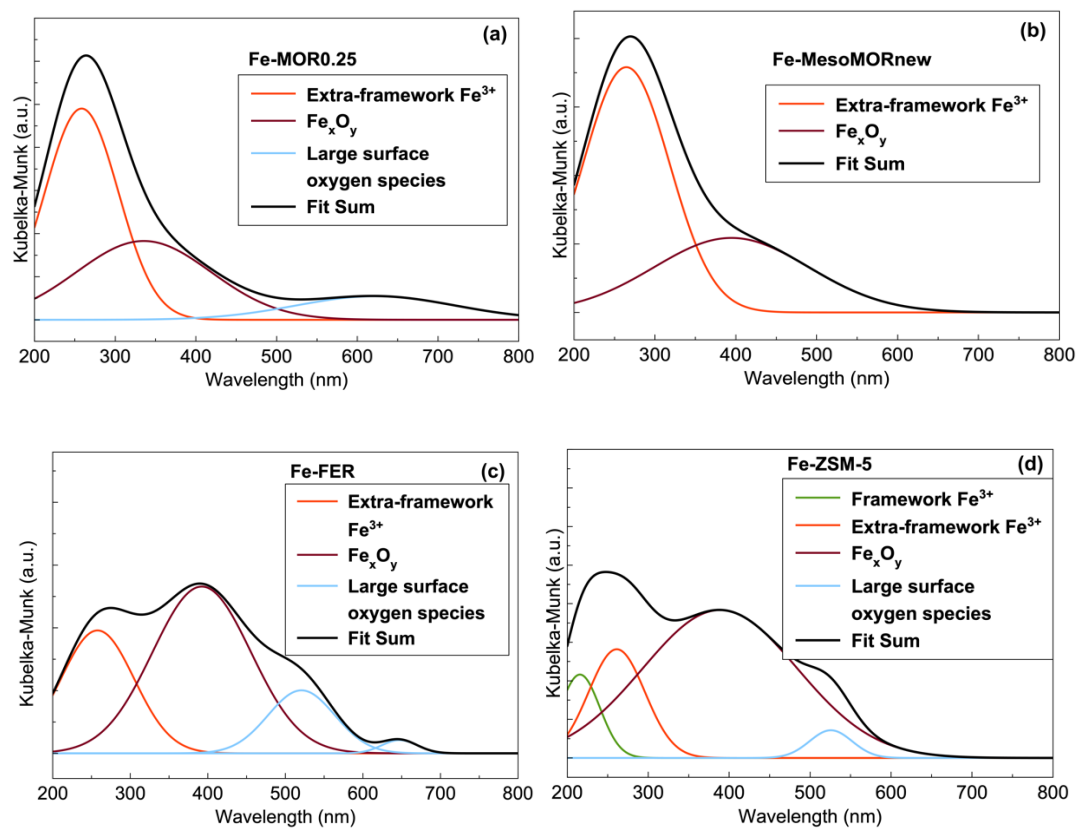 (a)
Fe-MOR0.25
Extra-framework Fe³⁺
FeₓOᵧ
Large surface
oxygen species
Fit Sum
Kubelka-Munk (a.u.)
200 300 400 500 600 700 800
Wavelength (nm)
(b)
Fe-MesoMORnew
Extra-framework Fe³⁺
FeₓOᵧ
Fit Sum
Kubelka-Munk (a.u.)
200 300 400 500 600 700 800
Wavelength (nm)
Fe-FER (c)
Extra-framework
Fe³⁺
FeₓOᵧ
Large surface
oxygen species
Fit Sum
Kubelka-Munk (a.u.)
200 300 400 500 600 700 800
Wavelength (nm)
Fe-ZSM-5 (d)
Framework Fe³⁺
Extra-framework Fe³⁺
FeₓOᵧ
Large surface
oxygen species
Fit Sum
Kubelka-Munk (a.u.)
200 300 400 500 600 700 800
Wavelength (nm)